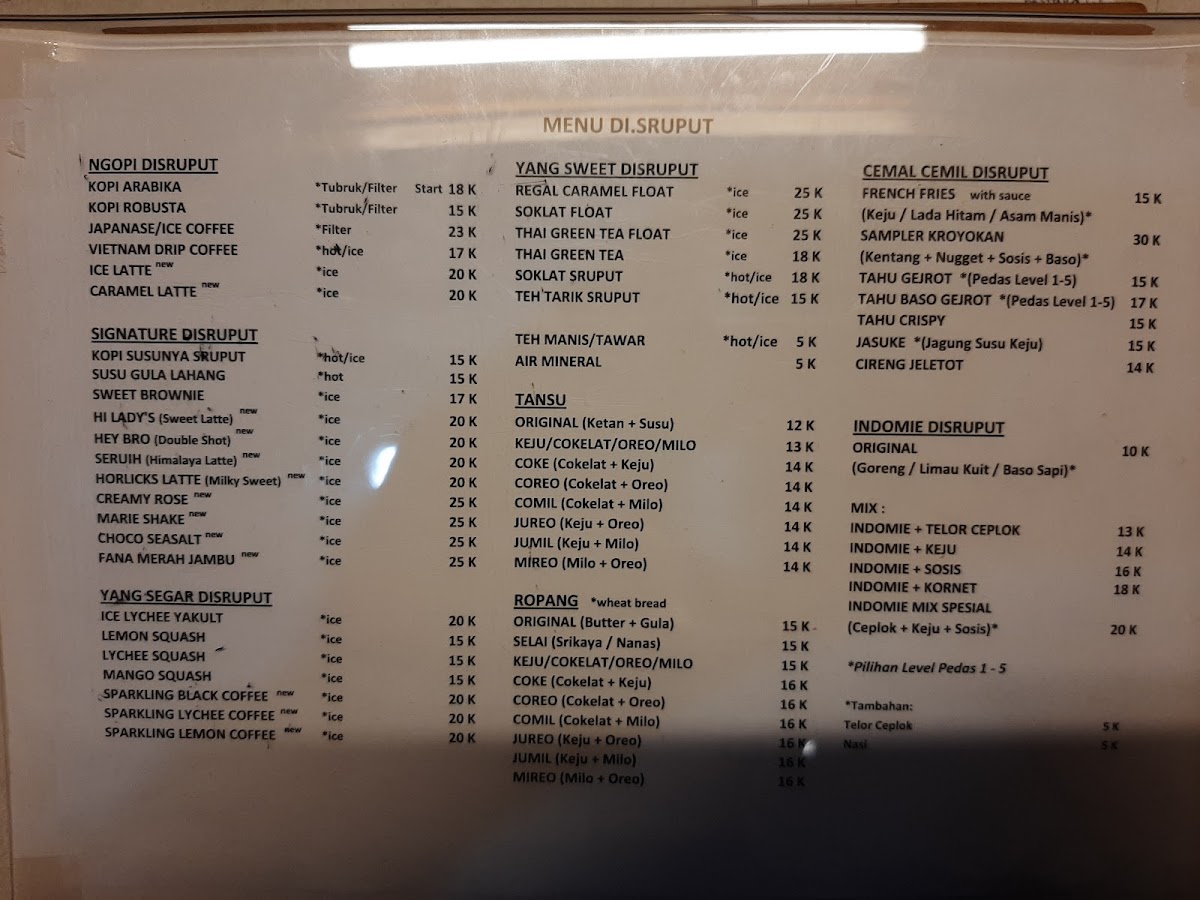 MENU DI.SRUPUT
NGOPI DISRUPUT
KOPI ARABIKA *Tubruk/Filter Start 18 K
KOPI ROBUSTA *Tubruk/Filter 15 K
JAPANASE/ICE COFFEE *Filter 23 K
VIETNAM DRIP COFFEE *hot/ice 17 K
ICE LATTE new *ice 20 K
CARAMEL LATTE new *ice 20 K
SIGNATURE DISRUPUT
KOPI SUSUNYA SRUPUT *hot/ice 15 K
SUSU GULA LAHANG *hot 15 K
SWEET BROWNIE *ice 17 K
HI LADY'S (Sweet Latte) new *ice 20 K
HEY BRO (Double Shot) new *ice 20 K
SERUIH (Himalaya Latte) new *ice 20 K
HORLICKS LATTE (Milky Sweet) new *ice 20 K
CREAMY ROSE new *ice 25 K
MARIE SHAKE new *ice 25 K
CHOCO SEASALT new *ice 25 K
FANA MERAH JAMBU new *ice 25 K
YANG SEGAR DISRUPUT
ICE LYCHEE YAKULT *ice 20 K
LEMON SQUASH *ice 15 K
LYCHEE SQUASH *ice 15 K
MANGO SQUASH *ice 15 K
SPARKLING BLACK COFFEE new *ice 20 K
SPARKLING LYCHEE COFFEE new *ice 20 K
SPARKLING LEMON COFFEE new *ice 20 K
YANG SWEET DISRUPUT
REGAL CARAMEL FLOAT *ice 25 K
SOKLAT FLOAT *ice 25 K
THAI GREEN TEA FLOAT *ice 25 K
THAI GREEN TEA *ice 18 K
SOKLAT SRUPUT *hot/ice 18 K
TEH TARIK SRUPUT *hot/ice 15 K
TEH MANIS/TAWAR *hot/ice 5 K
AIR MINERAL 5 K
TANSU
ORIGINAL (Ketan + Susu) 12 K
KEJU/COKELAT/OREO/MILO 13 K
COKE (Cokelat + Keju) 14 K
COREO (Cokelat + Oreo) 14 K
COMIL (Cokelat + Milo) 14 K
JUREO (Keju + Oreo) 14 K
JUMIL (Keju + Milo) 14 K
MIREO (Milo + Oreo) 14 K
ROPANG *wheat bread
ORIGINAL (Butter + Gula) 15 K
SELAI (Srikaya / Nanas) 15 K
KEJU/COKELAT/OREO/MILO 15 K
COKE (Cokelat + Keju) 16 K
COREO (Cokelat + Oreo) 16 K
COMIL (Cokelat + Milo) 16 K
JUREO (Keju + Oreo) 16 K
JUMIL (Keju + Milo) 16 K
MIREO (Milo + Oreo) 16 K
CEMAL CEMIL DISRUPUT
FRENCH FRIES with sauce 15 K
(Keju / Lada Hitam / Asam Manis)*
SAMPLER KROYOKAN 30 K
(Kentang + Nugget + Sosis + Baso)*
TAHU GEJROT *(Pedas Level 1-5) 15 K
TAHU BASO GEJROT *(Pedas Level 1-5) 17 K
TAHU CRISPY 15 K
JASUKE *(Jagung Susu Keju) 15 K
CIRENG JELETOT 14 K
INDOMIE DISRUPUT
ORIGINAL 10 K
(Goreng / Limau Kuit / Baso Sapi)*
MIX :
INDOMIE + TELOR CEPLOK 13 K
INDOMIE + KEJU 14 K
INDOMIE + SOSIS 16 K
INDOMIE + KORNET 18 K
INDOMIE MIX SPESIAL
(Ceplok + Keju + Sosis)* 20 K
*Pilihan Level Pedas 1 - 5
*Tambahan:
Telor Ceplok 5 K
Nasi 5 K